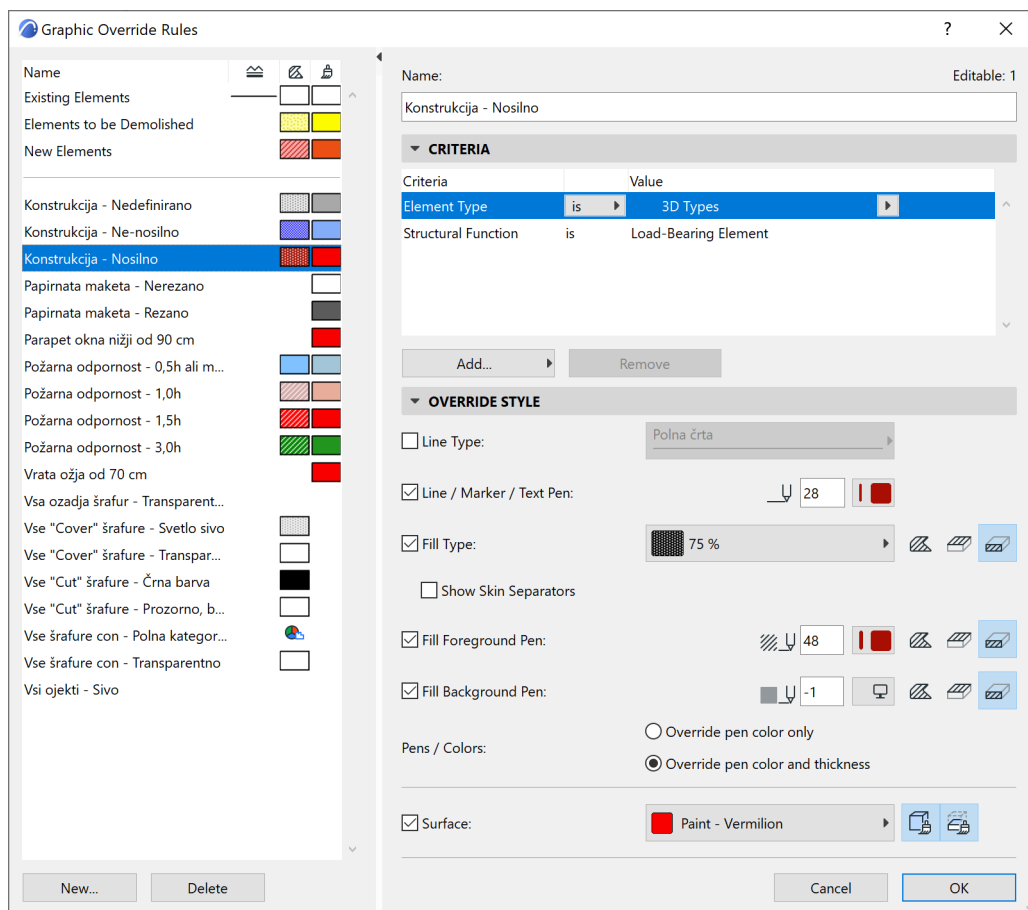 Graphic Override Rules
?
Name
Existing Elements
Elements to be Demolished
New Elements
Konstrukcija - Nedefinirano
Konstrukcija - Ne-nosilno
Konstrukcija - Nosilno
Papirnata maketa - Nerezano
Papirnata maketa - Rezano
Parapet okna nižji od 90 cm
Požarna odpornost - 0,5h ali m...
Požarna odpornost - 1,0h
Požarna odpornost - 1,5h
Požarna odpornost - 3,0h
Vrata ožja od 70 cm
Vsa ozadja šrafur - Transparent...
Vse "Cover" šrafure - Svetlo sivo
Vse "Cover" šrafure - Transpar...
Vse "Cut" šrafure - Črna barva
Vse "Cut" šrafure - Prozorno, b...
Vse šrafure con - Polna kategor...
Vse šrafure con - Transparentno
Vsi ojekti - Sivo
New... Delete
Name: Editable: 1
Konstrukcija - Nosilno
CRITERIA
Criteria Value
Element Type is 3D Types
Structural Function is Load-Bearing Element
Add... Remove
OVERRIDE STYLE
Line Type: Polna črta
Line / Marker / Text Pen: 28
Fill Type: 75 %
Show Skin Separators
Fill Foreground Pen: 48
Fill Background Pen: -1
Pens / Colors:
Override pen color only
Override pen color and thickness
Surface: Paint - Vermilion
Cancel OK